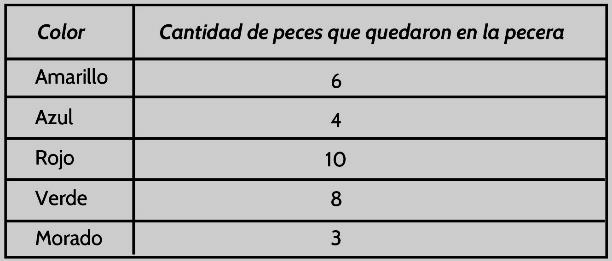 Color Cantidad de peces que quedaron en la pecera
Amarillo 6
Azul 4
Rojo 10
Verde 8
Morado 3